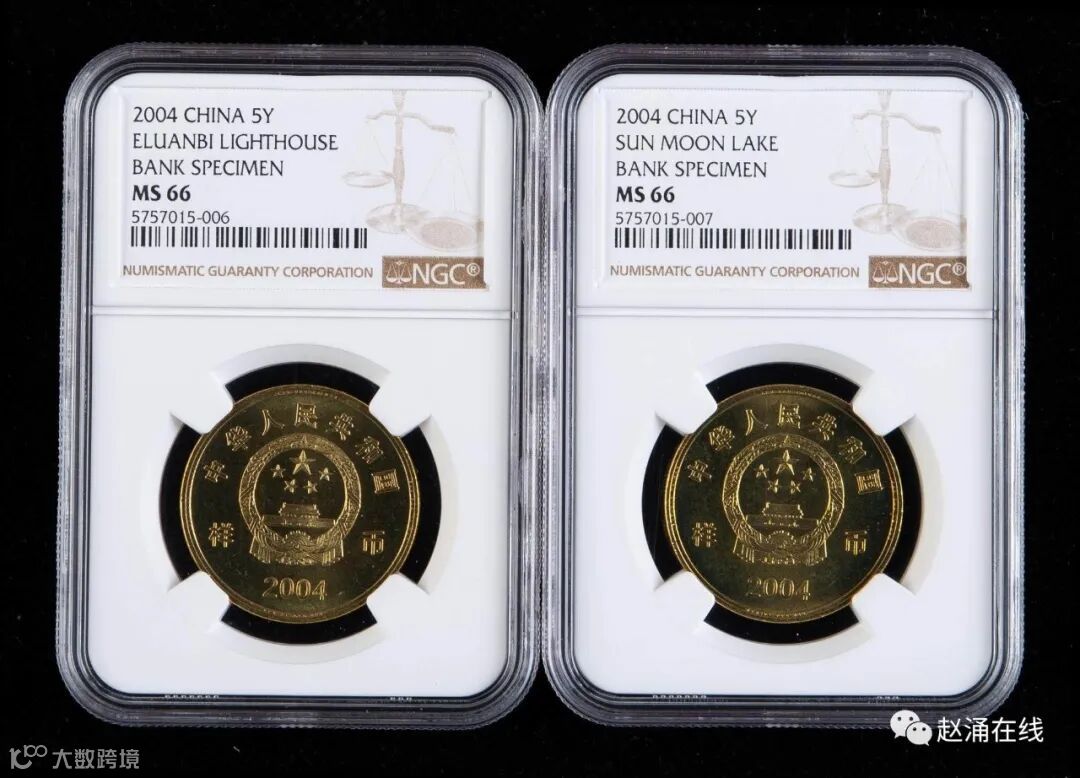 2004 CHINA 5Y
ELUANBI LIGHTHOUSE
BANK SPECIMEN
MS 66
5757015-006
NUMISMATIC GUARANTY CORPORATION
NGC®
中华人民共和国
样 币
2004
2004 CHINA 5Y
SUN MOON LAKE
BANK SPECIMEN
MS 66
5757015-007
NUMISMATIC GUARANTY CORPORATION
NGC®
中华人民共和国
样 币
2004
大数跨境
赵涌在线